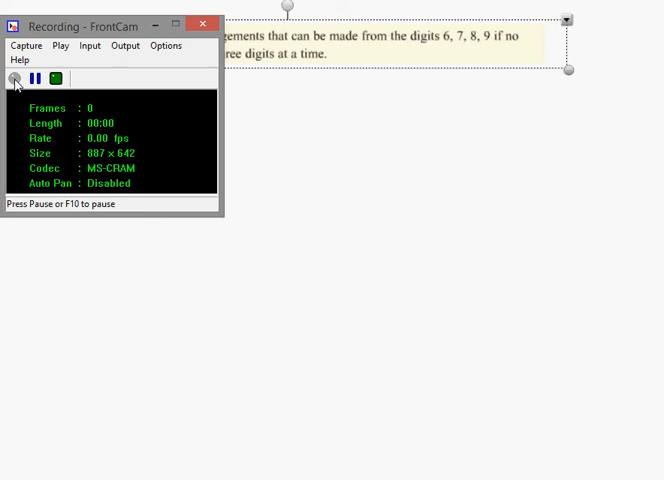 Recording - FrontCam
Capture Play Input Output Options
Help
Frames : 0
Length : 00:00
Rate : 0.00 fps
Size : 887 x 642
Codec : MS-CRAM
Auto Pan : Disabled
Press Pause or F10 to pause
that can be made from the digits 6, 7, 8, 9 if no
digits at a time.